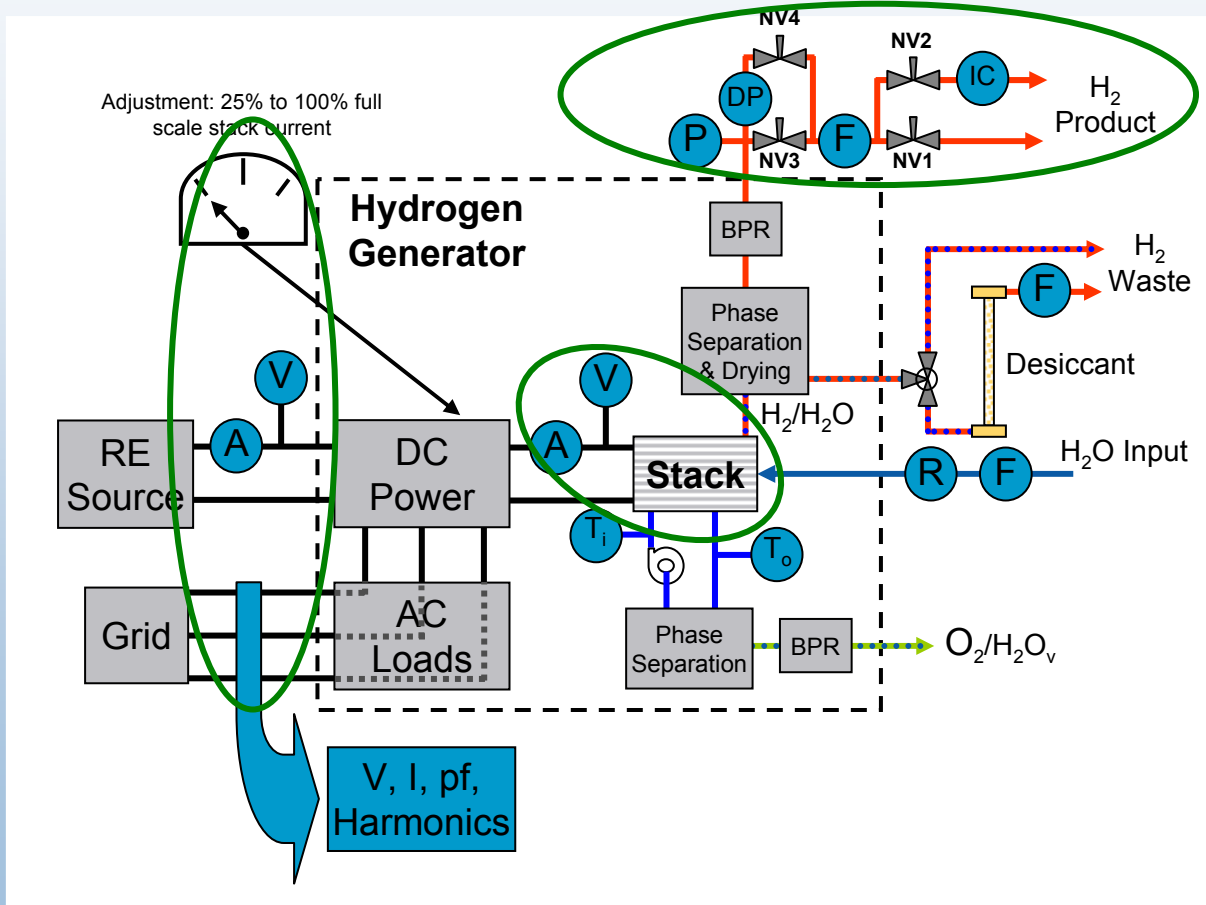 NV4
NV2
IC
DP
H2
Product
P
NV3
F
NV1
Adjustment: 25% to 100% full
scale stack current
Hydrogen
Generator
BPR
H2
Waste
F
Phase
Separation
& Drying
Desiccant
V
V
H2/H2O
H2O Input
RE
Source
A
DC
Power
A
Stack
R
F
Ti
To
Grid
AC
Loads
Phase
Separation
BPR
O2/H2Ov
V, I, pf,
Harmonics